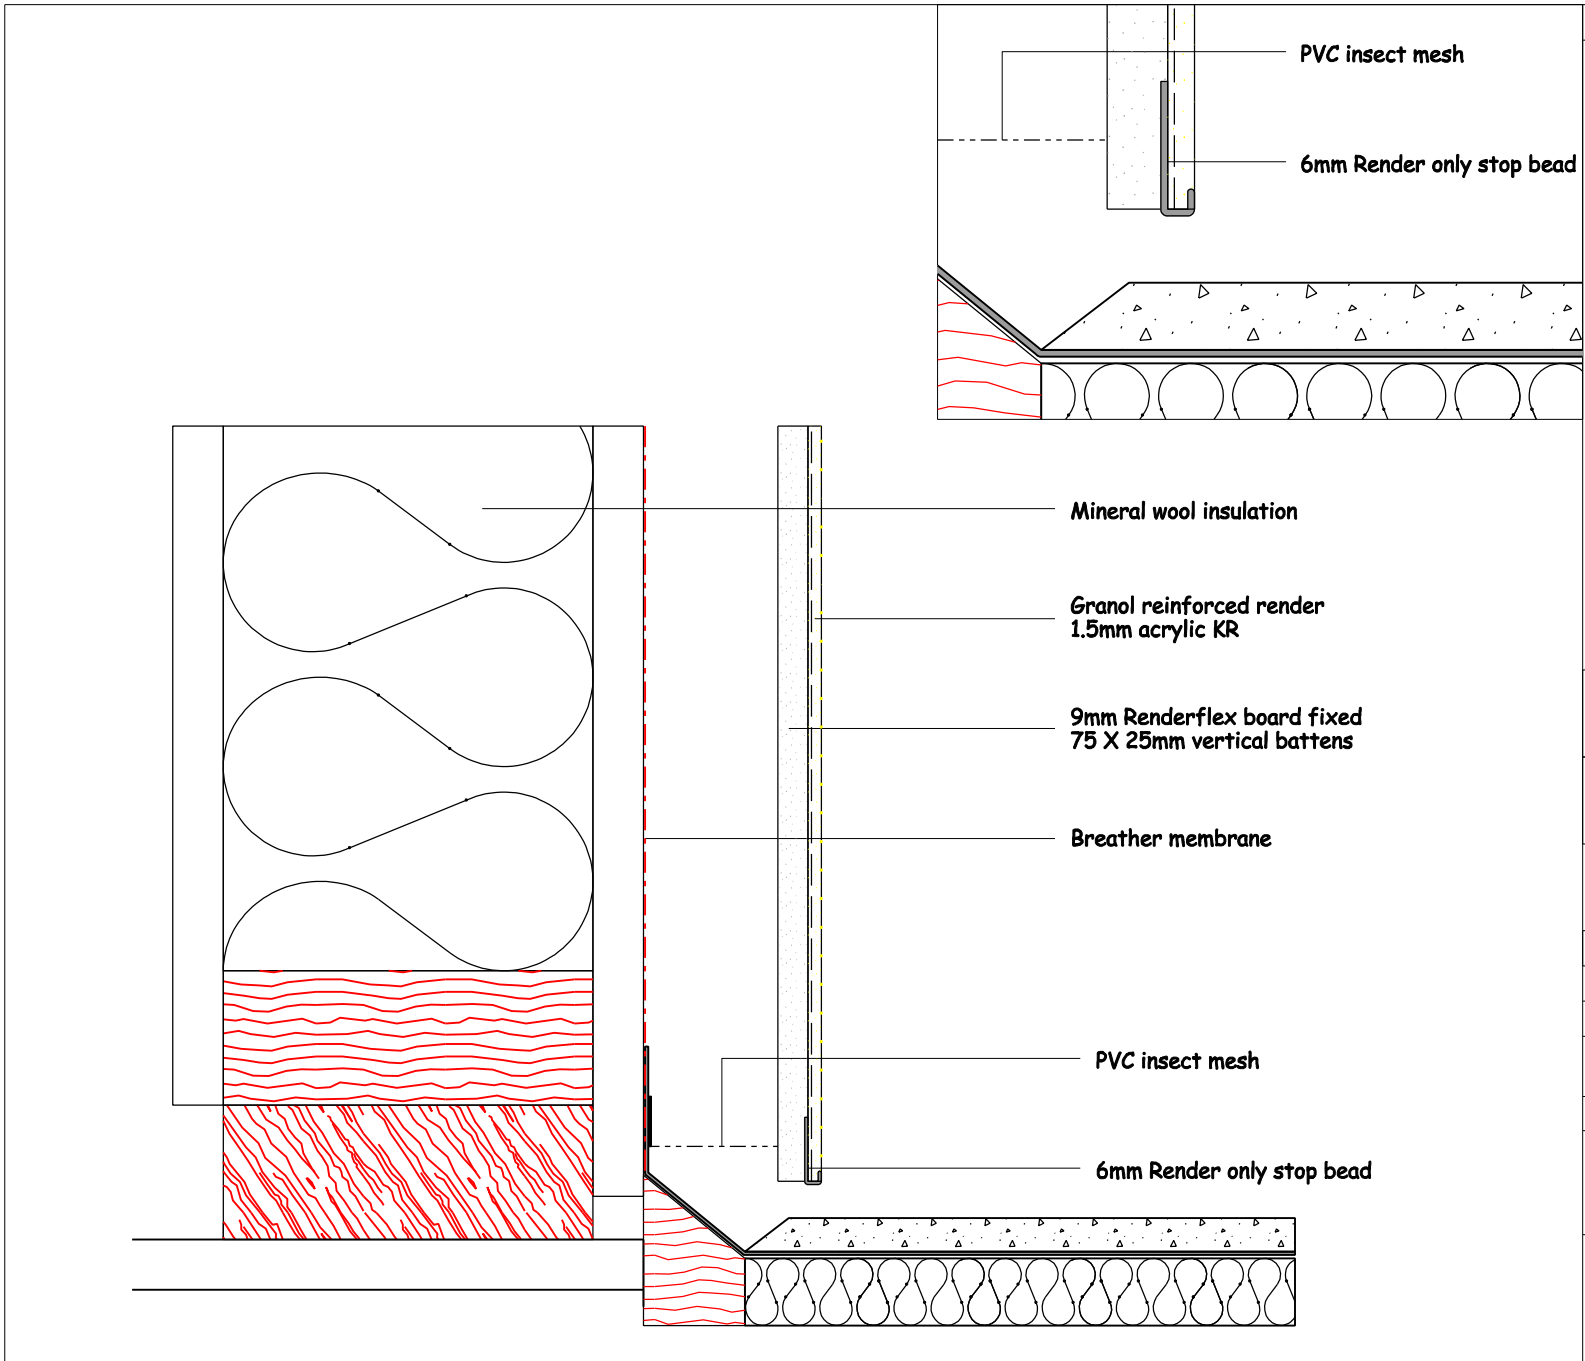 PVC insect mesh
6mm Render only stop bead
Mineral wool insulation
Granol reinforced render
1.5mm acrylic KR
9mm Renderflex board fixed
75 X 25mm vertical battens
Breather membrane
PVC insect mesh
6mm Render only stop bead